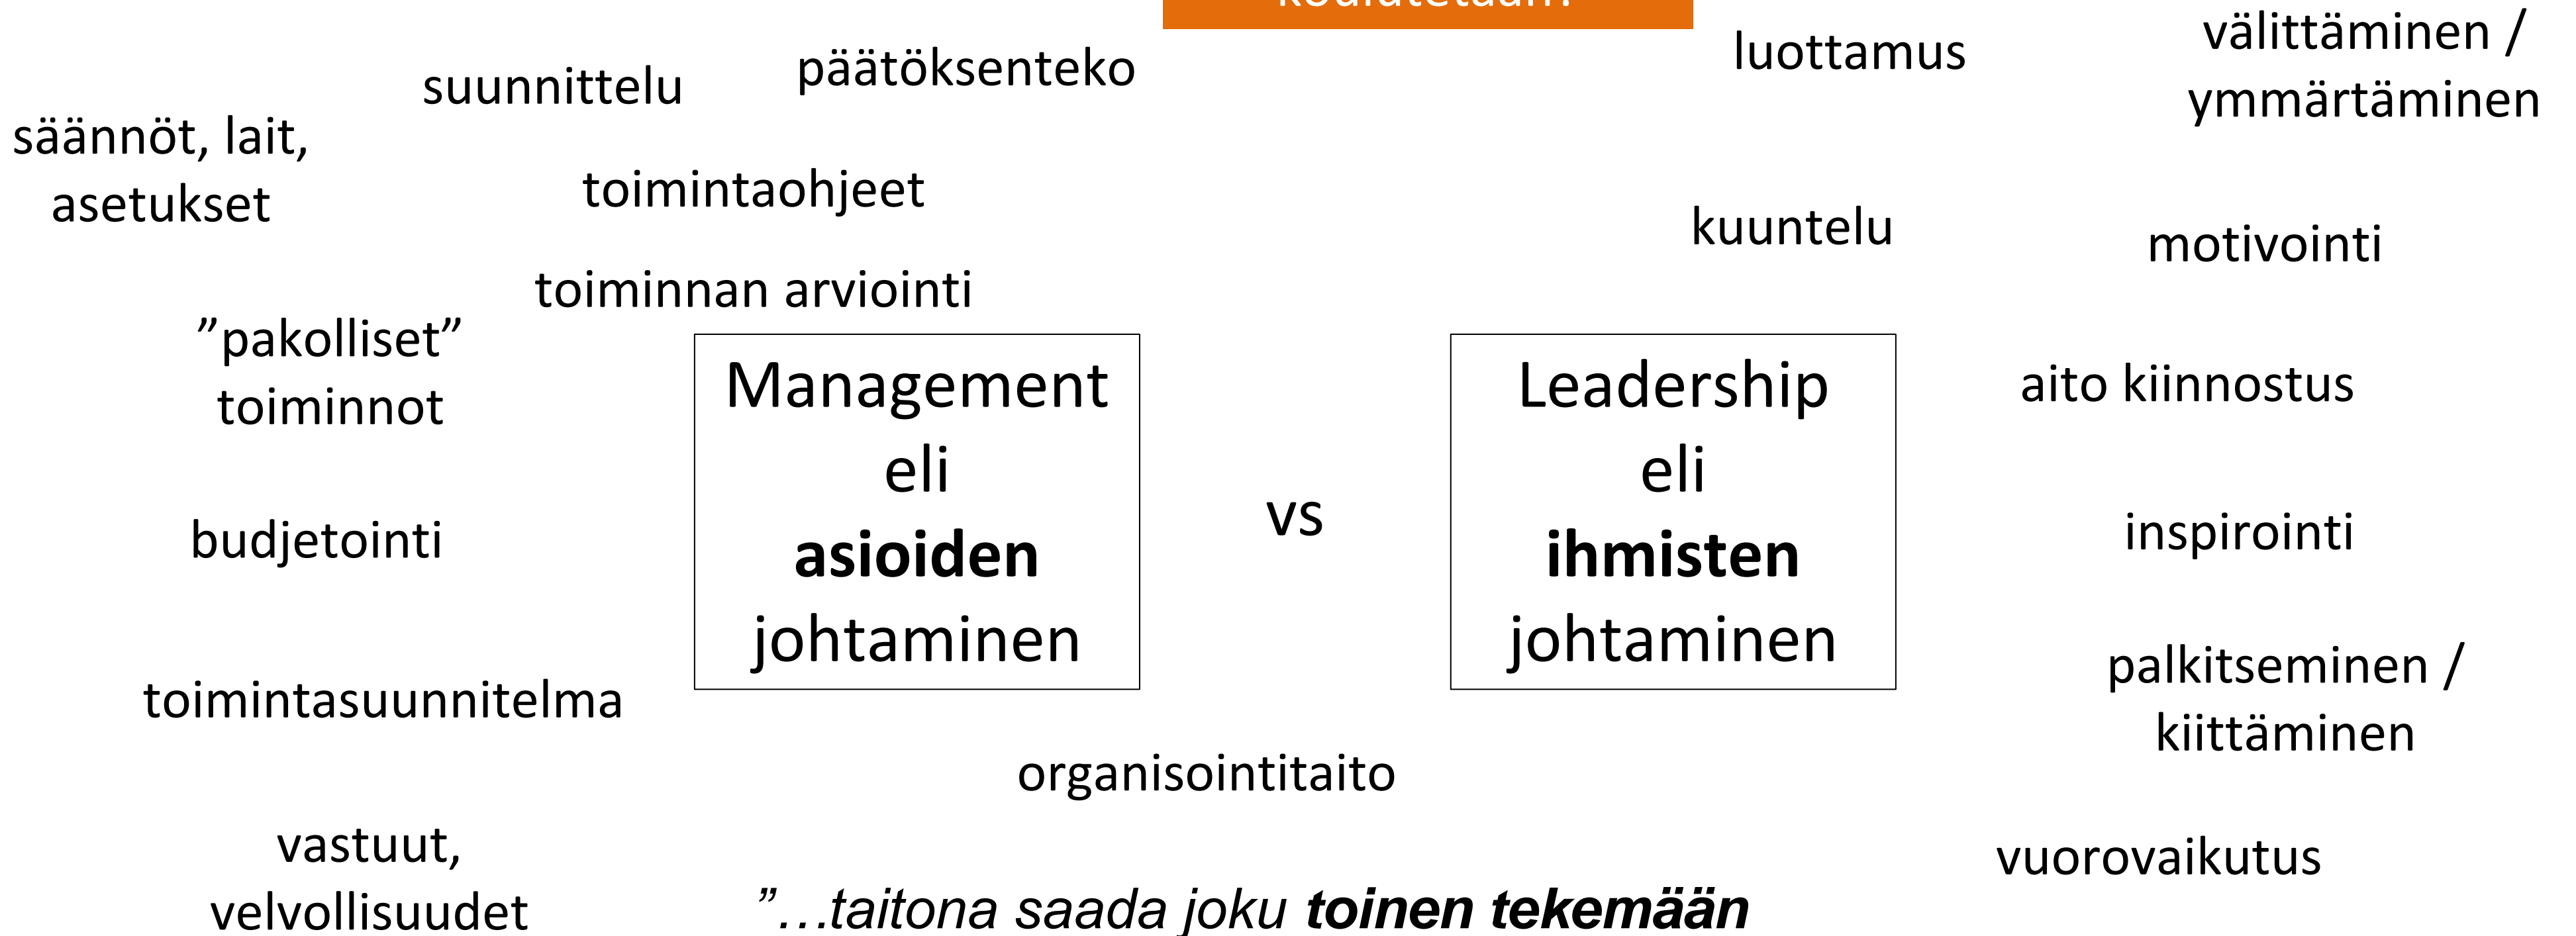 koulutetaan?
säännöt, lait,
asetukset
suunnittelu
päätöksenteko
toimintaohjeet
toiminnan arviointi
”pakolliset”
toiminnot
budjetointi
toimintasuunnitelma
vastuut,
velvollisuudet
Management
eli
asioiden
johtaminen
vs
Leadership
eli
ihmisten
johtaminen
organisointitaito
luottamus
välittäminen /
ymmärtäminen
kuuntelu
motivointi
aito kiinnostus
inspirointi
palkitseminen /
kiittäminen
vuorovaikutus
”…taitona saada joku toinen tekemään